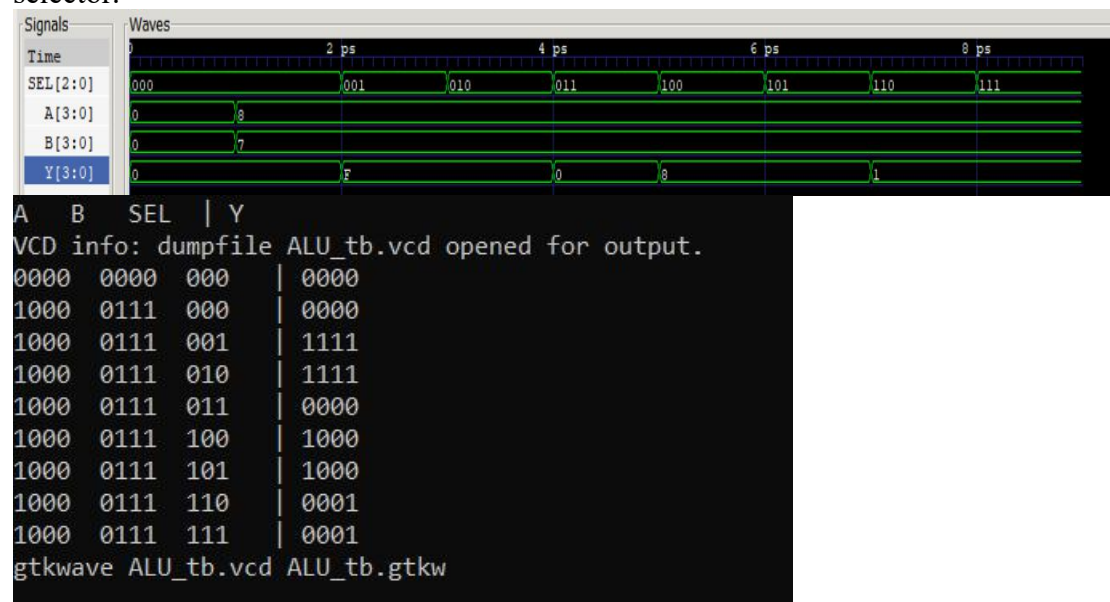 selector.
Signals Waves
Time 0 2 ps 4 ps 6 ps 8 ps
SEL[2:0] 000 001 010 011 100 101 110 111
A[3:0] 0 8
B[3:0] 0 7
Y[3:0] 0 F 0 8 1
A B SEL | Y
VCD info: dumpfile ALU_tb.vcd opened for output.
0000 0000 000 | 0000
1000 0111 000 | 0000
1000 0111 001 | 1111
1000 0111 010 | 1111
1000 0111 011 | 0000
1000 0111 100 | 1000
1000 0111 101 | 1000
1000 0111 110 | 0001
1000 0111 111 | 0001
gtkwave ALU_tb.vcd ALU_tb.gtkw